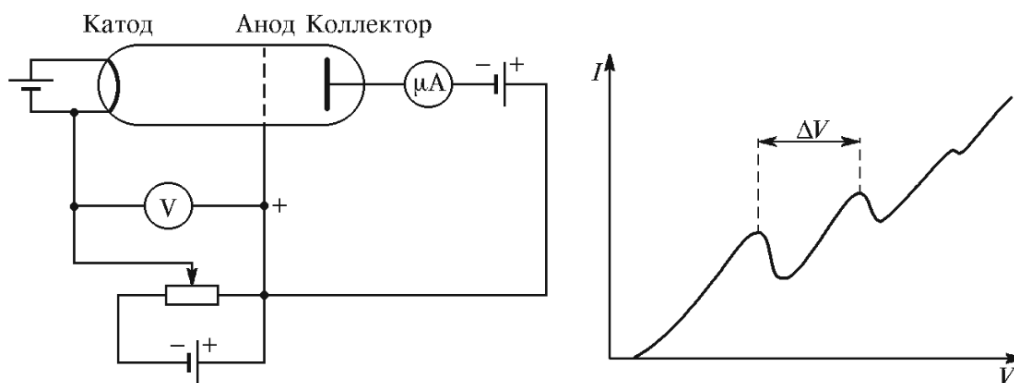 Катод Анод Коллектор
− +
μA
V
+
− +
I
ΔV
V